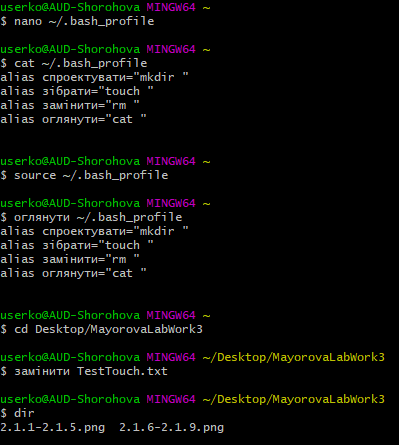 userko@AUD-Shorohova MINGW64 ~
$ nano ~/.bash_profile
userko@AUD-Shorohova MINGW64 ~
$ cat ~/.bash_profile
alias спроектувати="mkdir "
alias зібрати="touch "
alias замінити="rm "
alias оглянути="cat "
userko@AUD-Shorohova MINGW64 ~
$ source ~/.bash_profile
userko@AUD-Shorohova MINGW64 ~
$ оглянути ~/.bash_profile
alias спроектувати="mkdir "
alias зібрати="touch "
alias замінити="rm "
alias оглянути="cat "
userko@AUD-Shorohova MINGW64 ~
$ cd Desktop/MayorovaLabWork3
userko@AUD-Shorohova MINGW64 ~/Desktop/MayorovaLabWork3
$ замінити TestTouch.txt
userko@AUD-Shorohova MINGW64 ~/Desktop/MayorovaLabWork3
$ dir
2.1.1-2.1.5.png  2.1.6-2.1.9.png